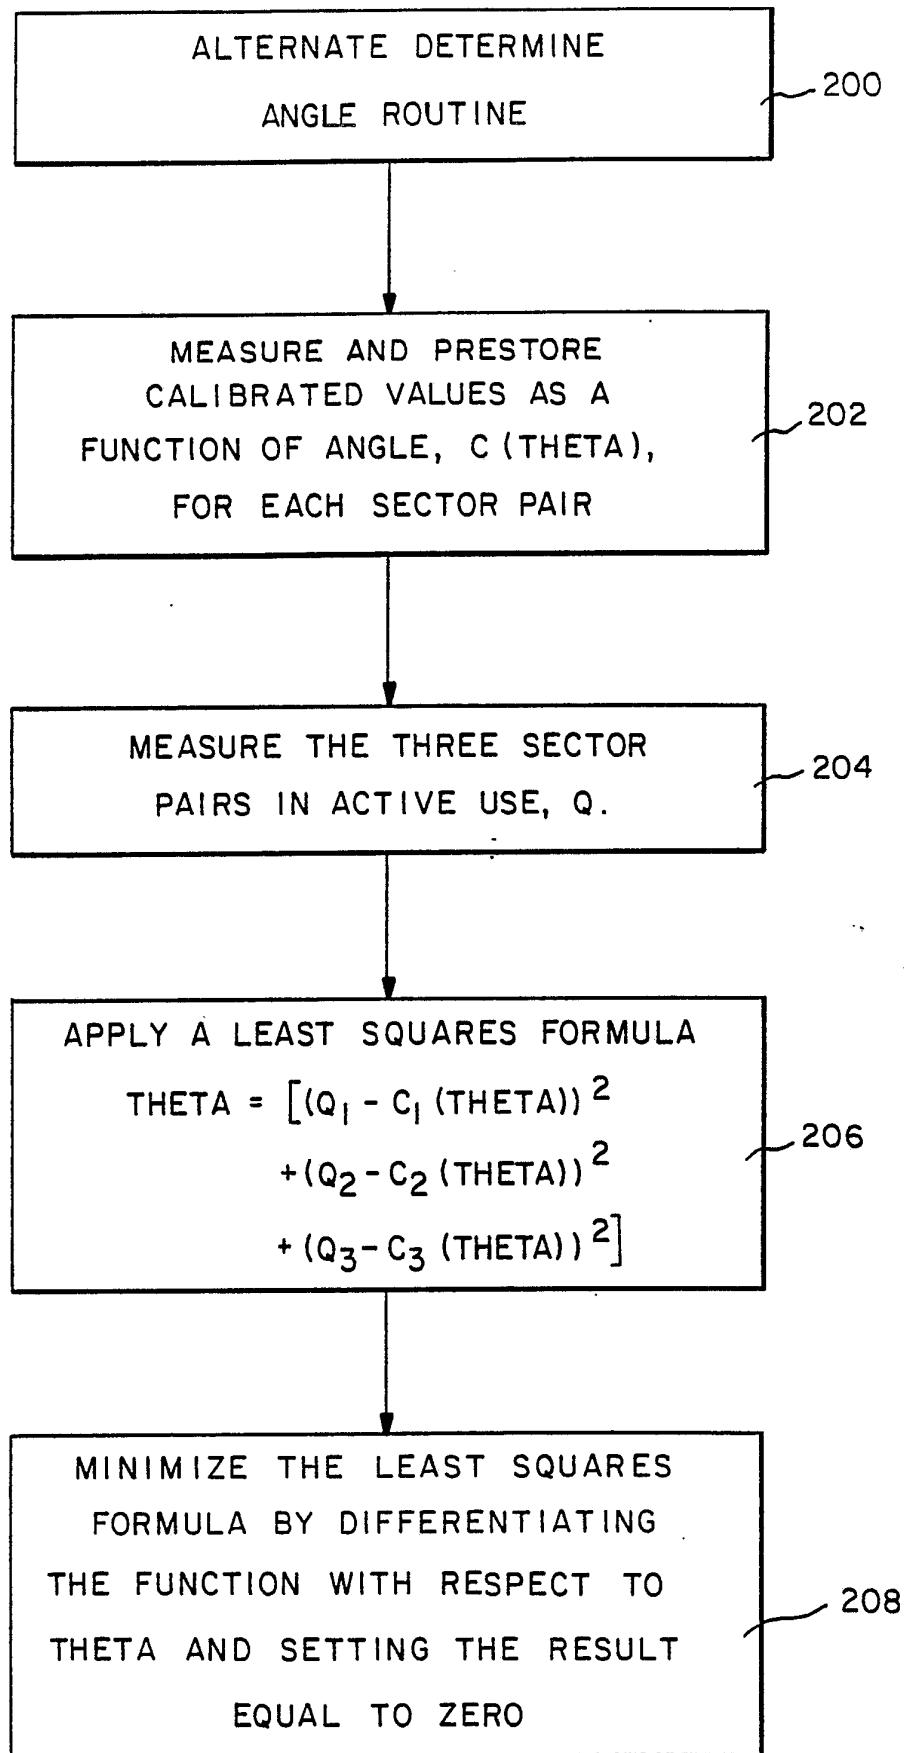 ALTERNATE DETERMINE
ANGLE ROUTINE
200
MEASURE AND PRESTORE
CALIBRATED VALUES AS A
FUNCTION OF ANGLE, C (THETA),
FOR EACH SECTOR PAIR
202
MEASURE THE THREE SECTOR
PAIRS IN ACTIVE USE, Q.
204
APPLY A LEAST SQUARES FORMULA
THETA = [(Q₁ - C₁ (THETA))²
+ (Q₂ - C₂ (THETA))²
+ (Q₃ - C₃ (THETA))²]
206
MINIMIZE THE LEAST SQUARES
FORMULA BY DIFFERENTIATING
THE FUNCTION WITH RESPECT TO
THETA AND SETTING THE RESULT
EQUAL TO ZERO
208